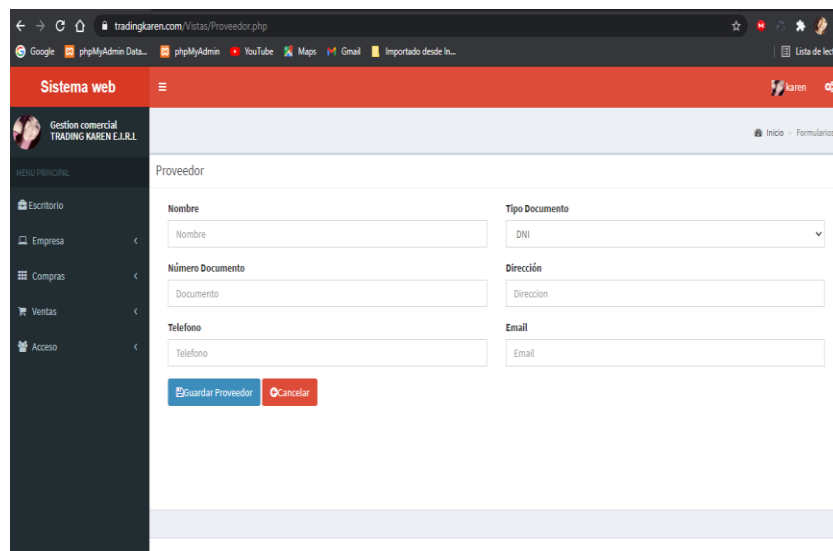 tradingkaren.com/Vistas/Proveedor.php
Google phpMyAdmin Data... phpMyAdmin YouTube Maps Gmail Importado desde In... Lista de lect
Sistema web
karen
Gestion comercial
TRADING KAREN E.I.R.L
Inicio > Formularios
MENU PRINCIPAL
Escritorio
Empresa
Compras
Ventas
Acceso
Proveedor
Nombre
Nombre
Tipo Documento
DNI
Número Documento
Documento
Dirección
Direccion
Telefono
Telefono
Email
Email
Guardar Proveedor
Cancelar